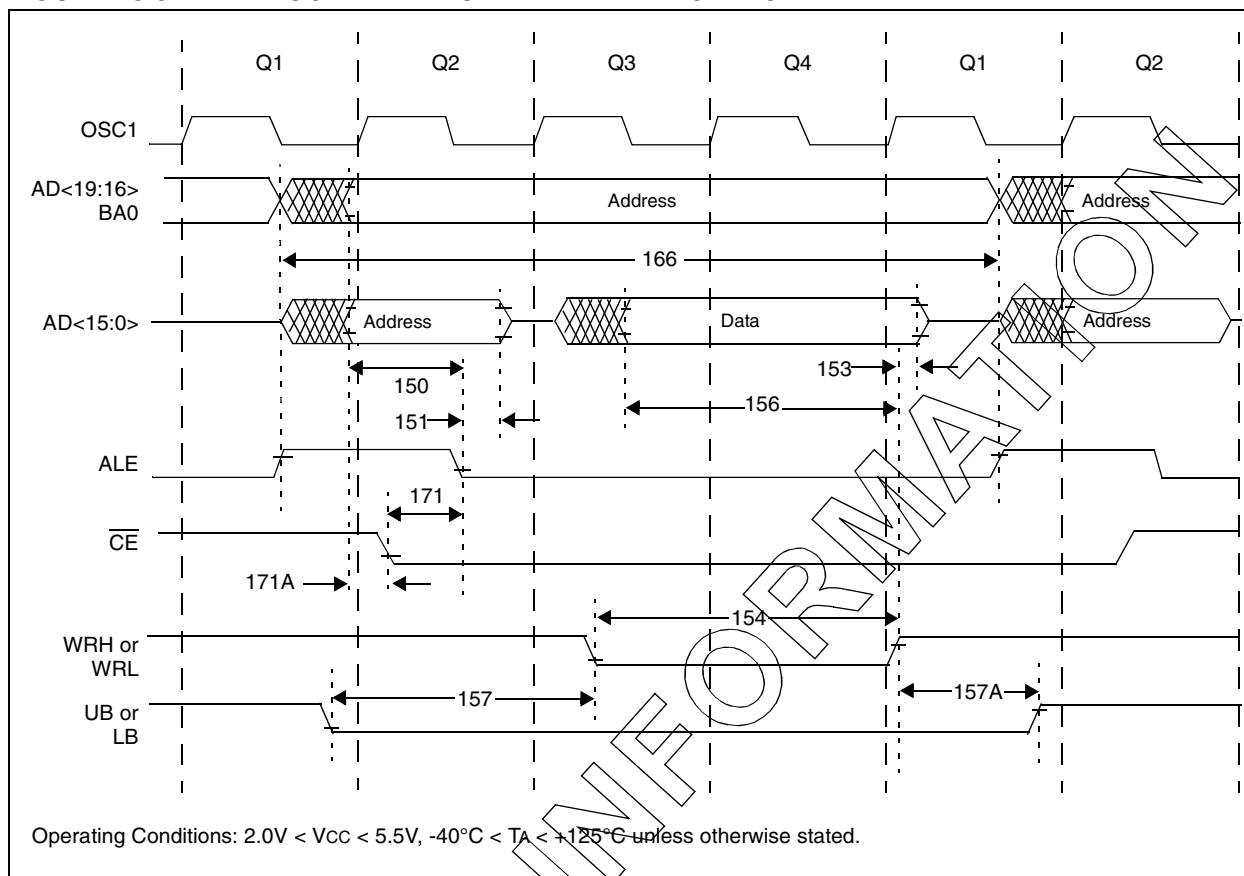 Q1 Q2 Q3 Q4 Q1 Q2
OSC1
AD<19:16>
BA0
Address
Address
166
AD<15:0>
Address
Data
Address
150
153
151
156
ALE
171
CE
171A
154
WRH or
WRL
157
157A
UB or
LB
INFORMATION
Operating Conditions: 2.0V < VCC < 5.5V, -40°C < TA < +125°C unless otherwise stated.